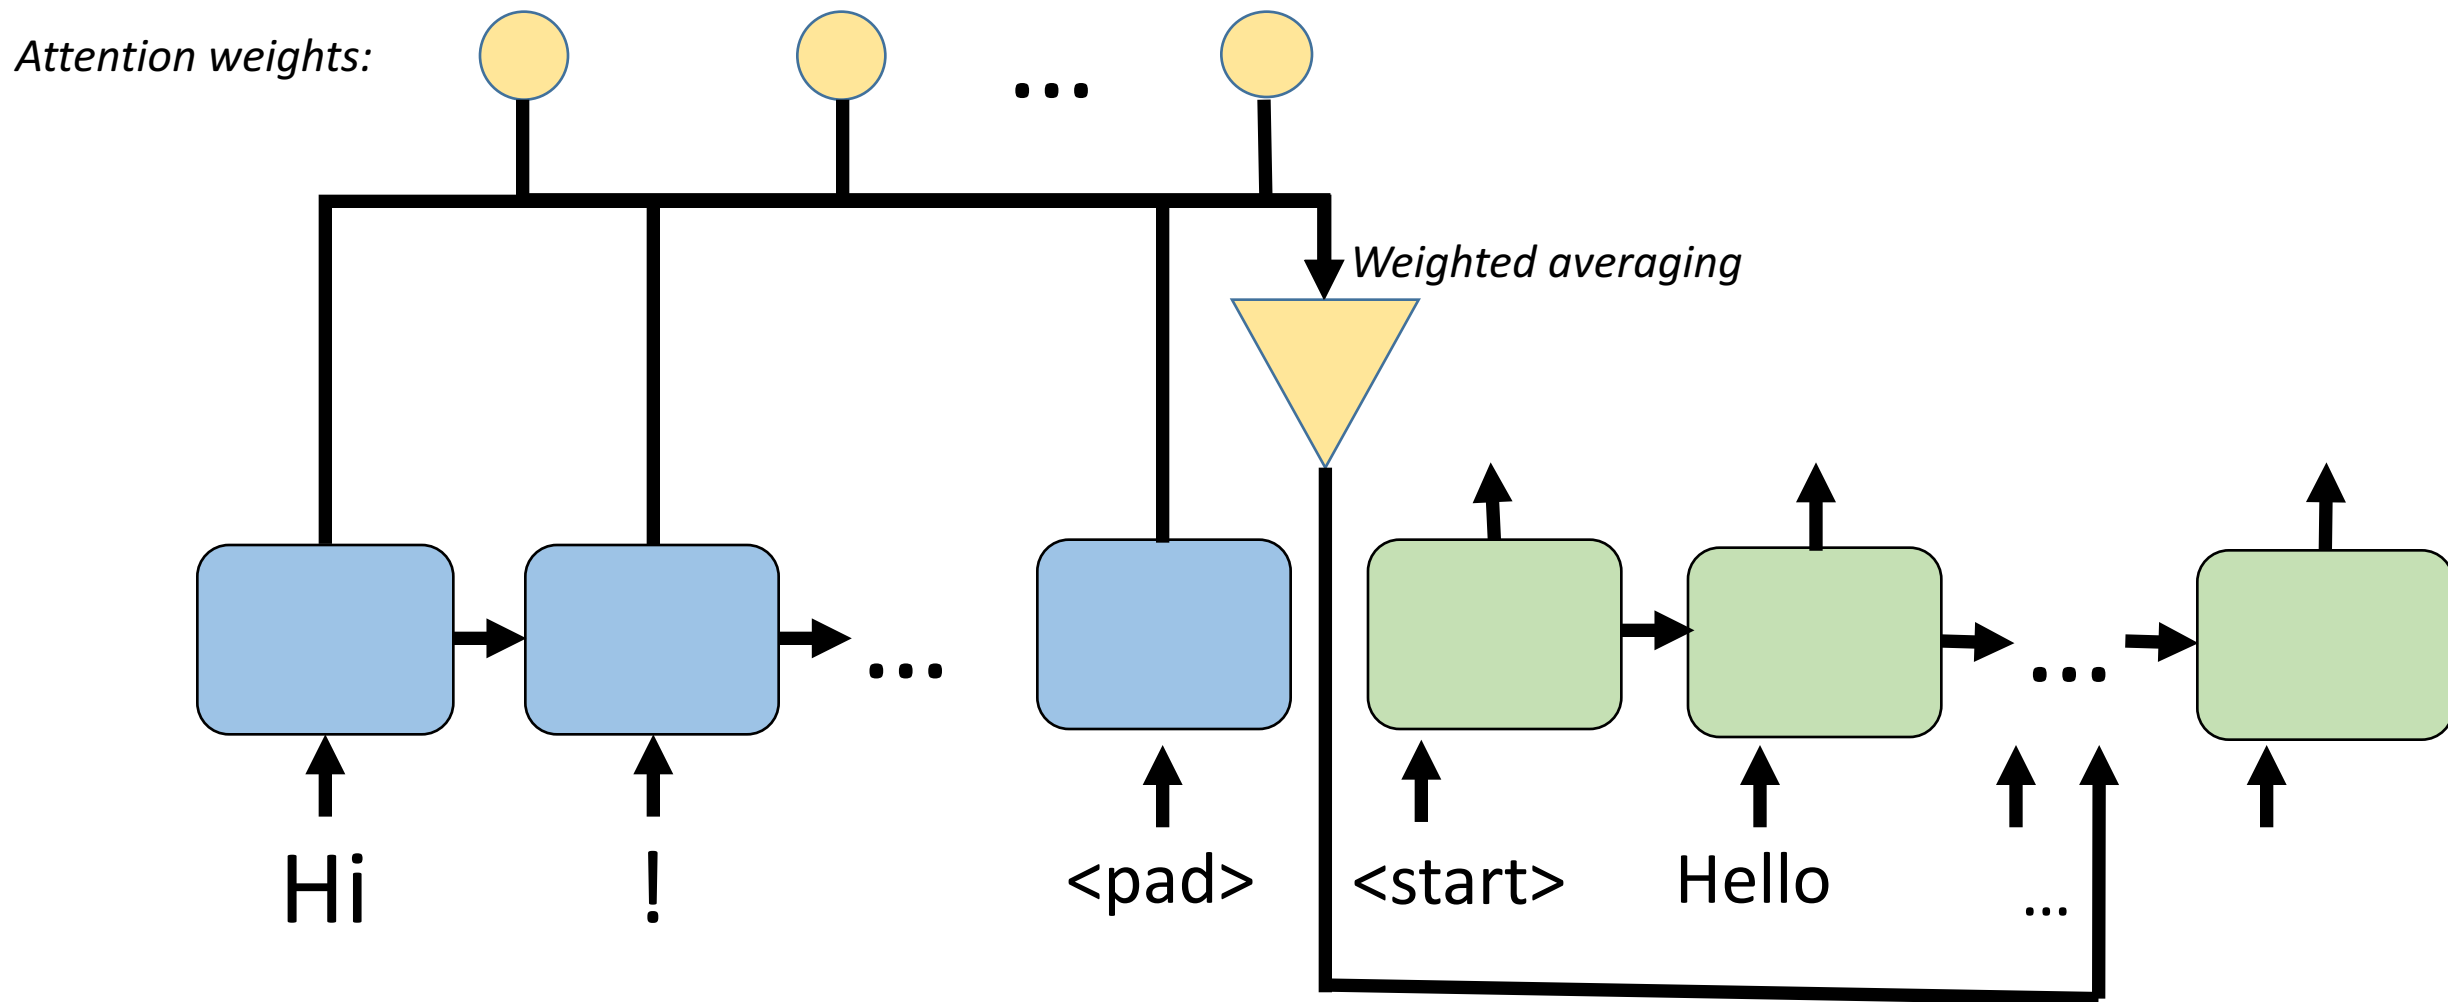 Attention weights:
...
Weighted averaging
...
...
Hi
!
<pad>
<start>
Hello
...